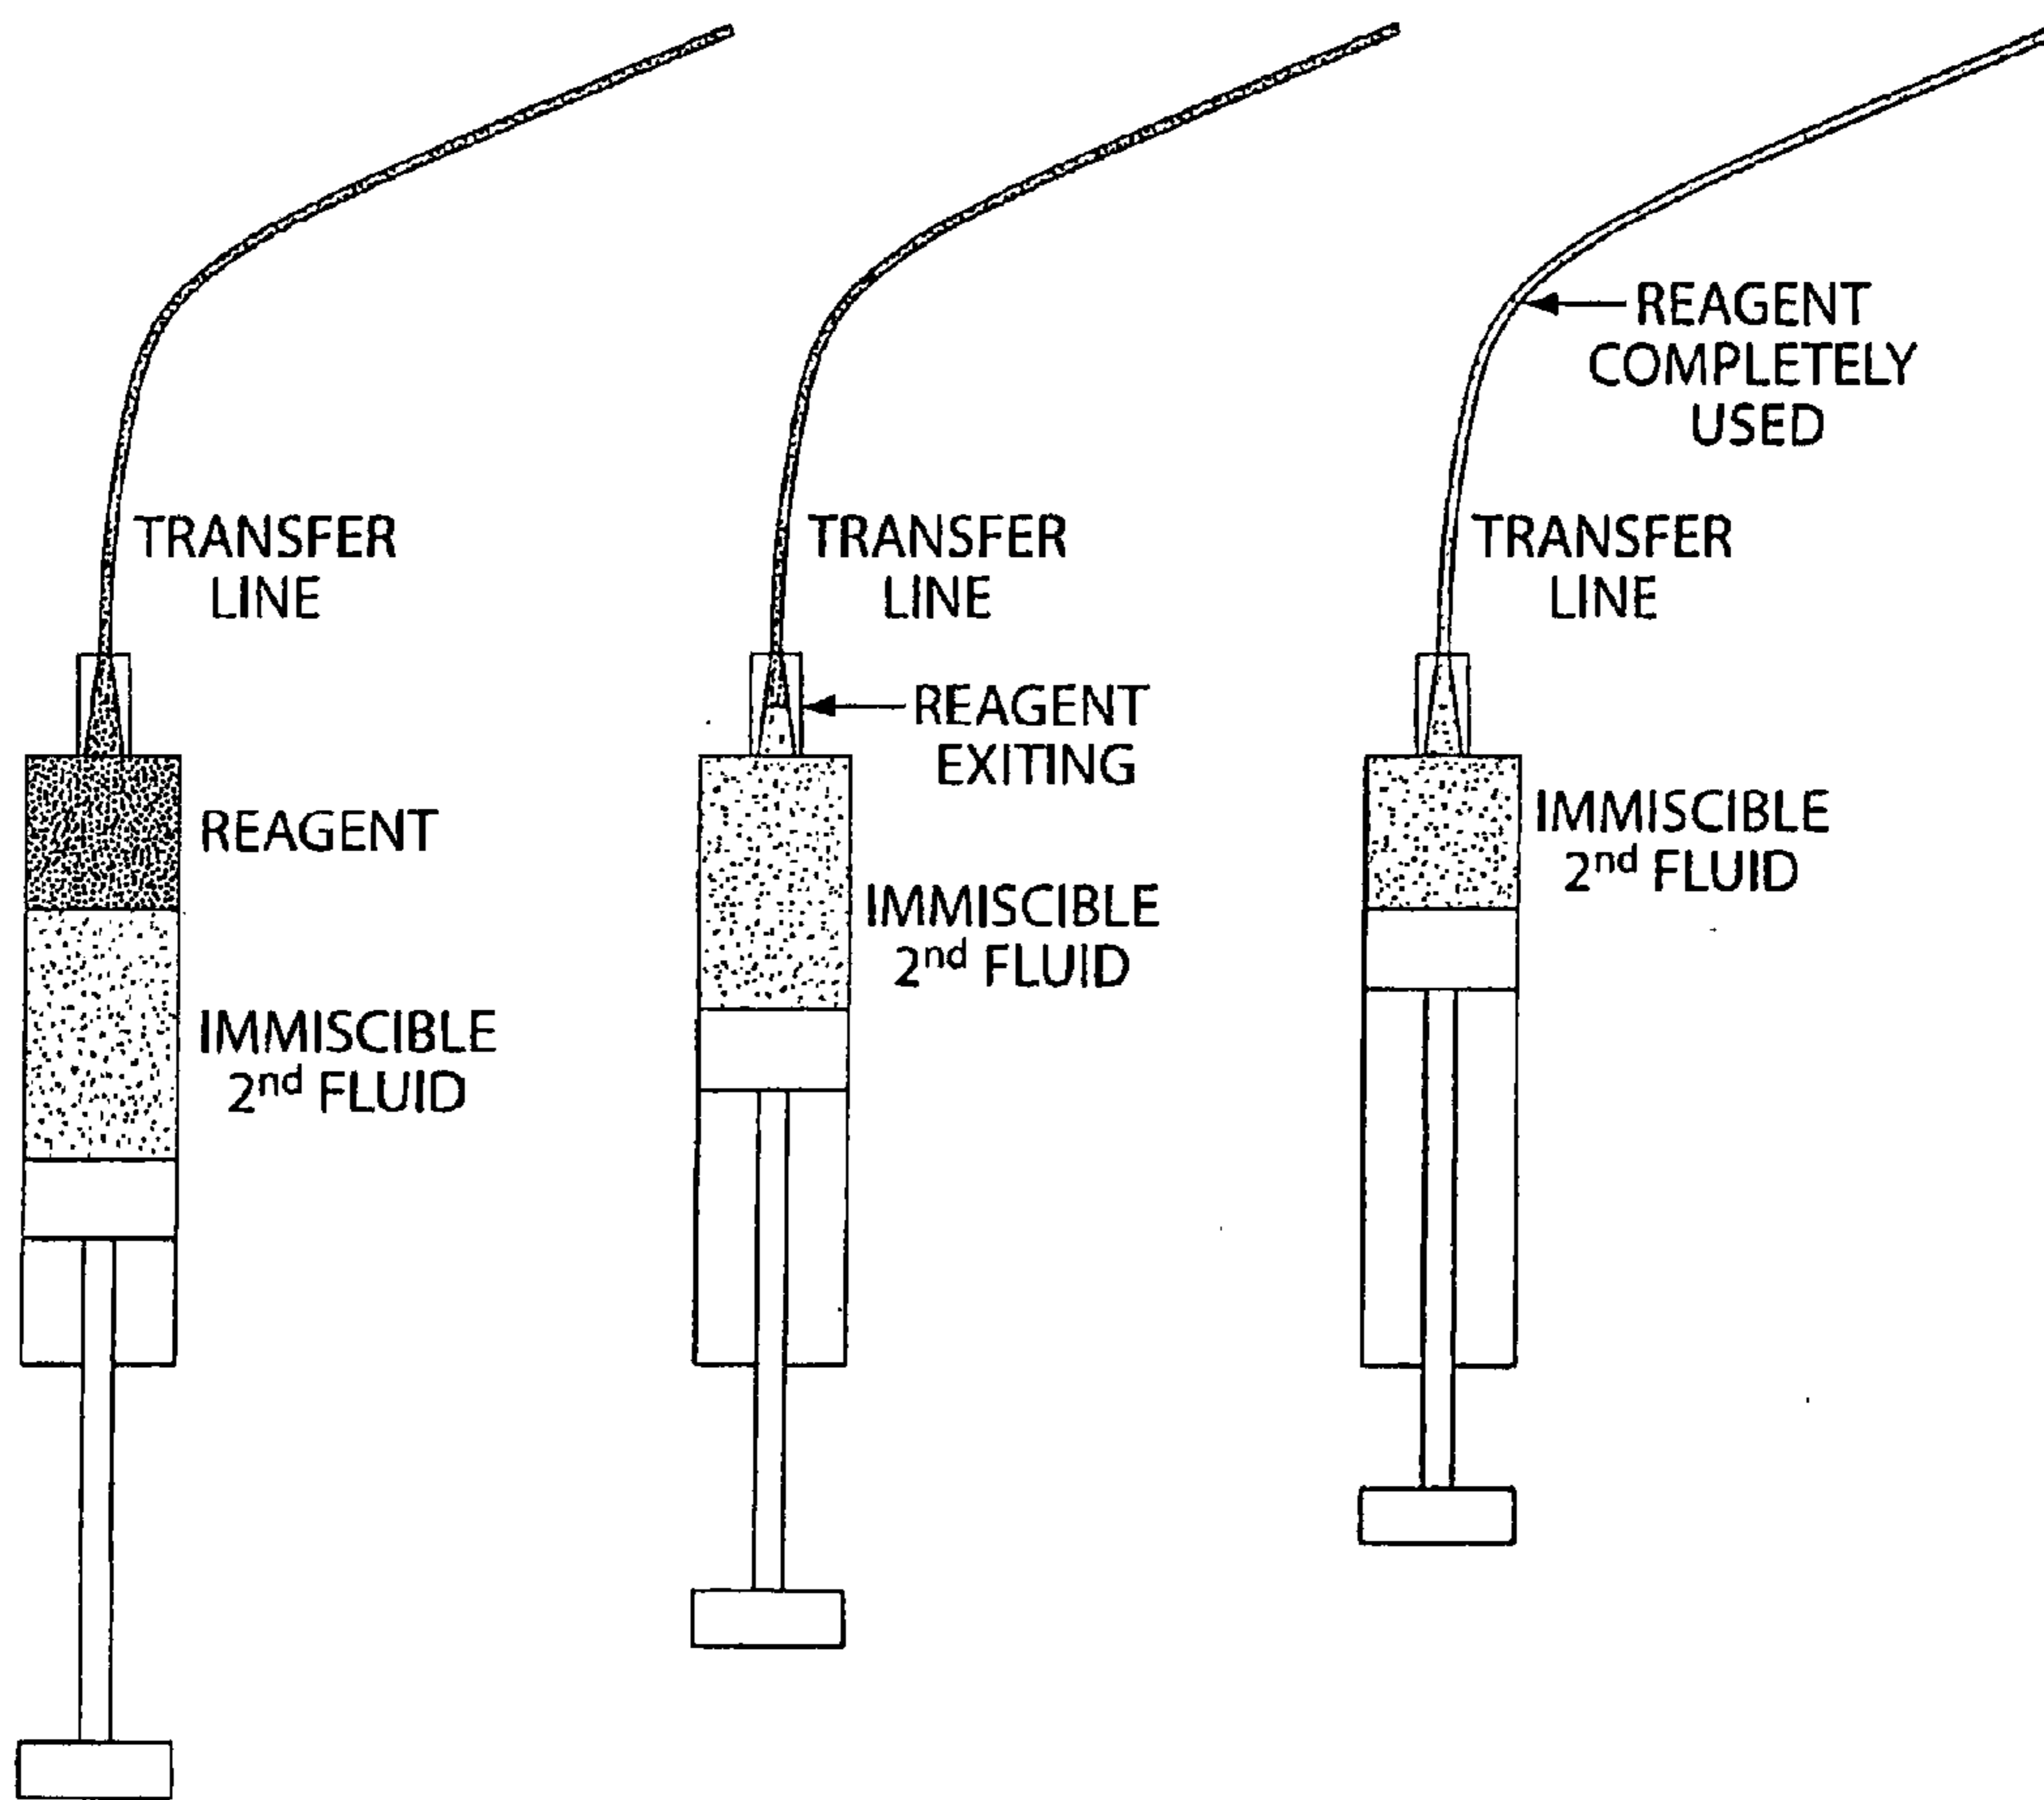 TRANSFER
LINE
REAGENT
IMMISCIBLE
2nd FLUID
TRANSFER
LINE
REAGENT
EXITING
IMMISCIBLE
2nd FLUID
REAGENT
COMPLETELY
USED
TRANSFER
LINE
IMMISCIBLE
2nd FLUID